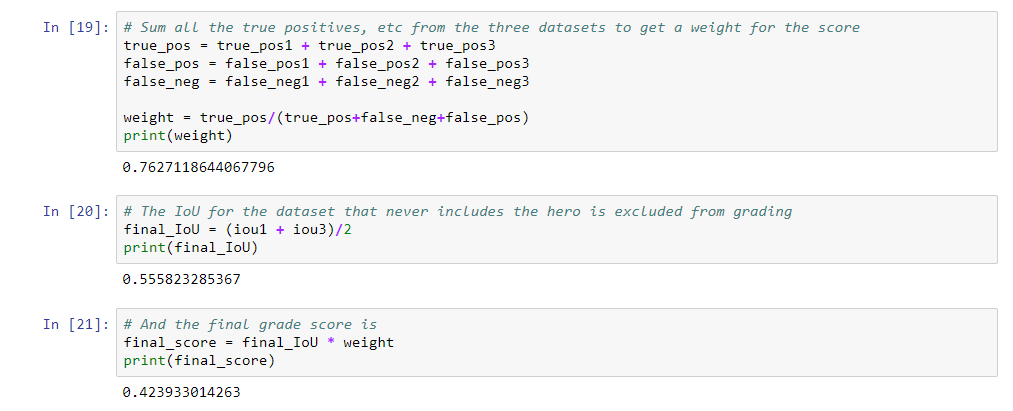 In [19]: # Sum all the true positives, etc from the three datasets to get a weight for the score
true_pos = true_pos1 + true_pos2 + true_pos3
false_pos = false_pos1 + false_pos2 + false_pos3
false_neg = false_neg1 + false_neg2 + false_neg3

weight = true_pos/(true_pos+false_neg+false_pos)
print(weight)
0.7627118644067796
In [20]: # The IoU for the dataset that never includes the hero is excluded from grading
final_IoU = (iou1 + iou3)/2
print(final_IoU)
0.555823285367
In [21]: # And the final grade score is
final_score = final_IoU * weight
print(final_score)
0.423933014263